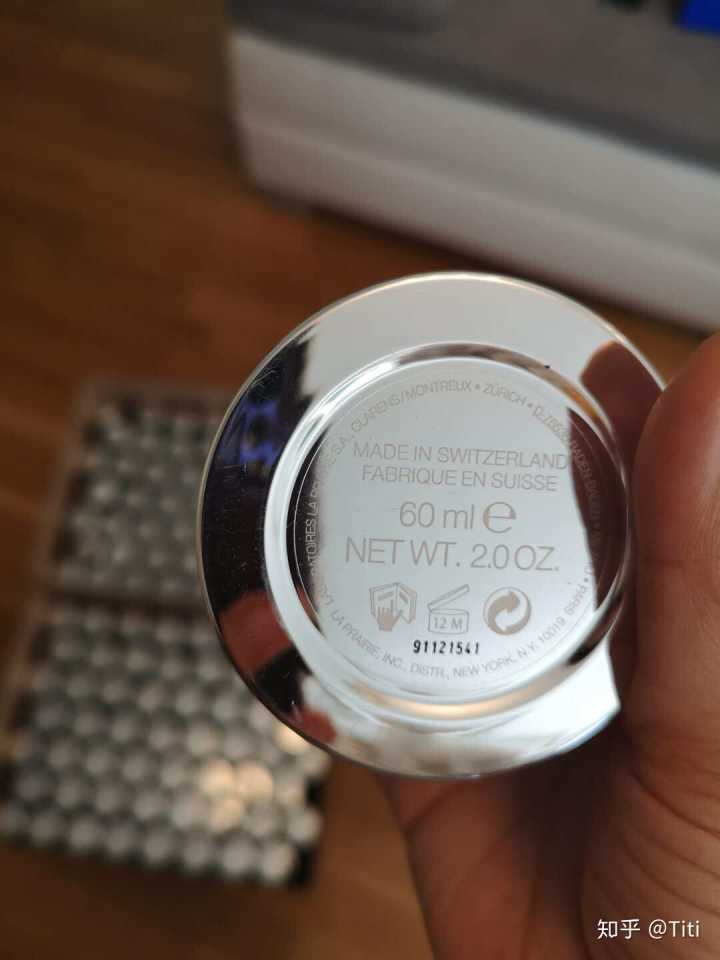 S.A., CLARENS/MONTREUX • ZÜRICH •
MADE IN SWITZERLAND
FABRIQUE EN SUISSE
60 ml e
NET WT. 2.0 OZ.
12 M
91121541
LA PRAIRIE, INC., DISTR., NEW YORK, N.Y. 10019 • PARIS
知乎 @Titi